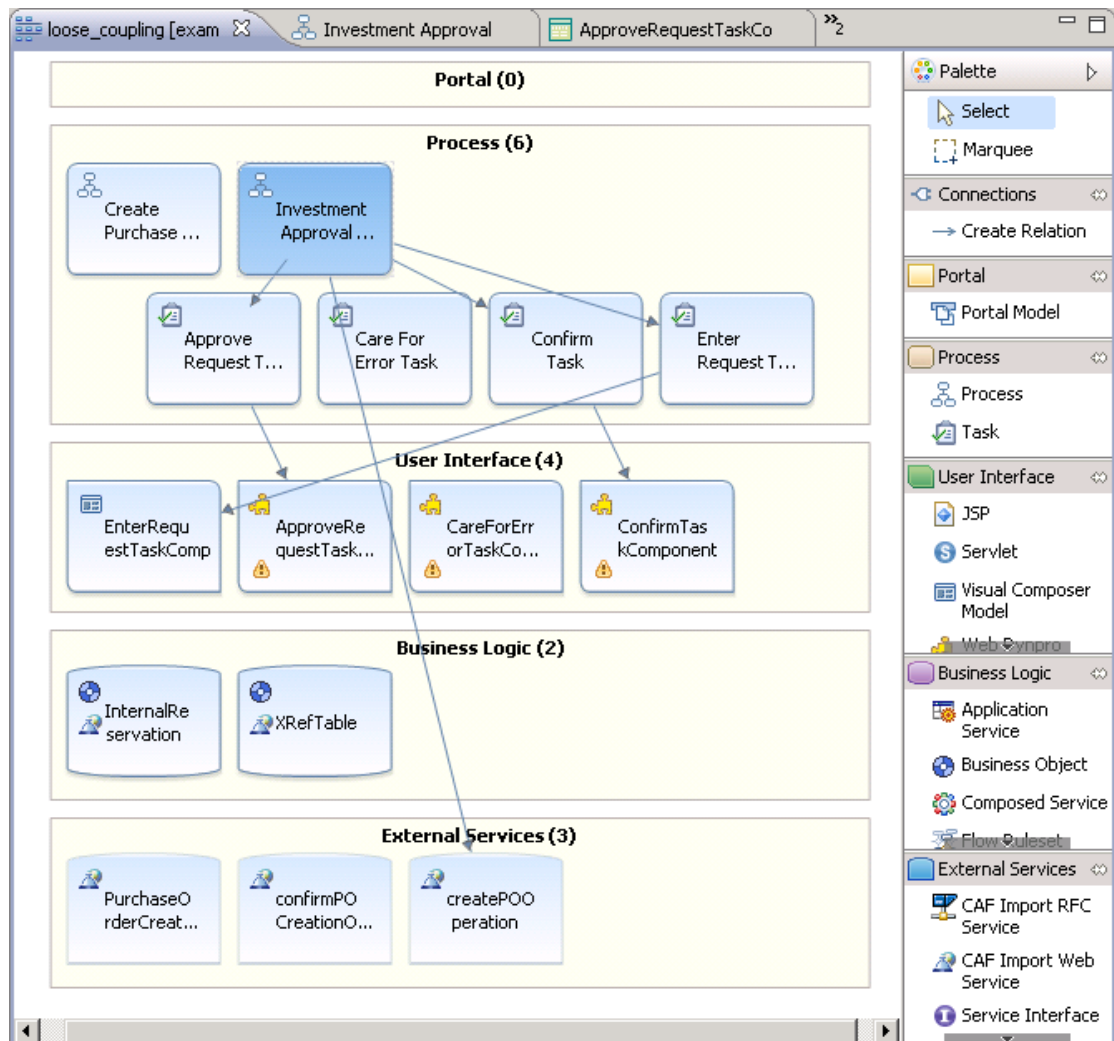 loose_coupling [exam
Investment Approval
ApproveRequestTaskCo
»2
Portal (0)
Process (6)
Create
Purchase ...
Investment
Approval ...
Approve
Request T...
Care For
Error Task
Confirm
Task
Enter
Request T...
User Interface (4)
EnterRequ
estTaskComp
ApproveRe
questTask...
CareForErr
orTaskCo...
ConfirmTas
kComponent
Business Logic (2)
InternalRe
servation
XRefTable
External Services (3)
PurchaseO
rderCreat...
confirmPO
CreationO...
createPOO
peration
Palette
Select
Marquee
Connections
Create Relation
Portal
Portal Model
Process
Process
Task
User Interface
JSP
Servlet
Visual Composer
Model
Web Dynpro
Business Logic
Application
Service
Business Object
Composed Service
Flow Ruleset
External Services
CAF Import RFC
Service
CAF Import Web
Service
Service Interface